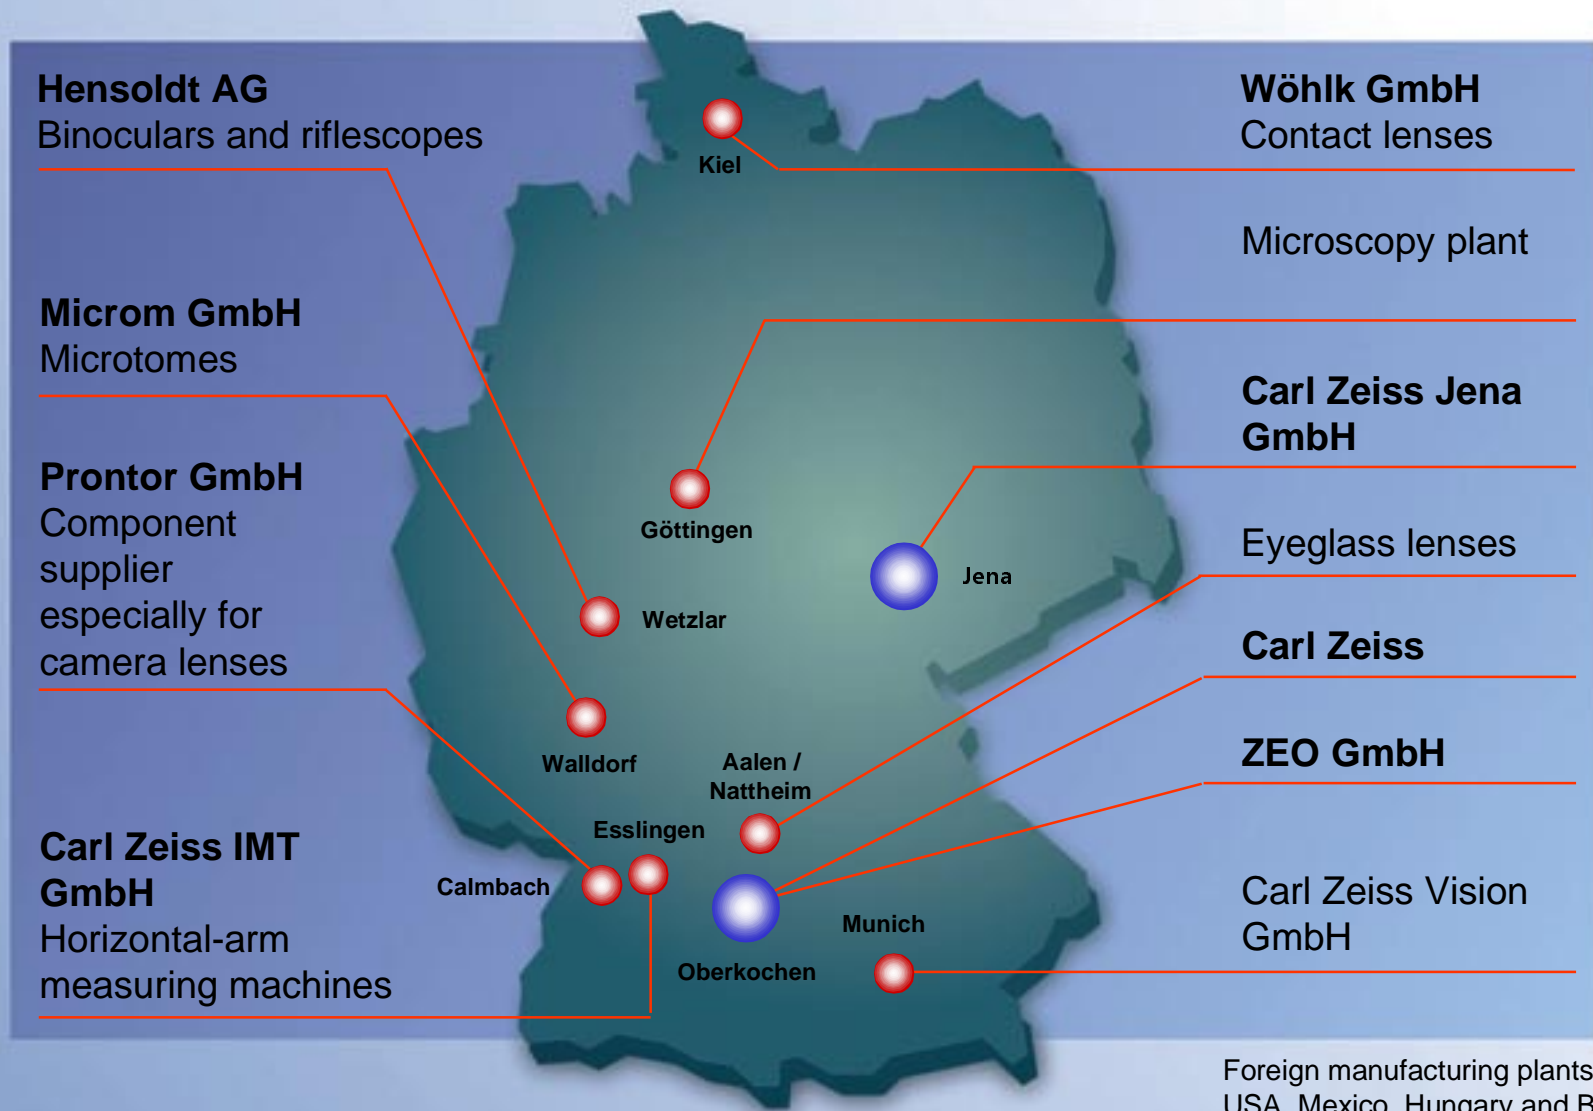 Hensoldt AG
Binoculars and riflescopes
Microm GmbH
Microtomes
Prontor GmbH
Component
supplier
especially for
camera lenses
Carl Zeiss IMT
GmbH
Horizontal-arm
measuring machines
Kiel
Göttingen
Jena
Wetzlar
Walldorf
Aalen /
Nattheim
Esslingen
Calmbach
Munich
Oberkochen
Wöhlk GmbH
Contact lenses
Microscopy plant
Carl Zeiss Jena
GmbH
Eyeglass lenses
Carl Zeiss
ZEO GmbH
Carl Zeiss Vision
GmbH
Foreign manufacturing plants
USA, Mexico, Hungary and